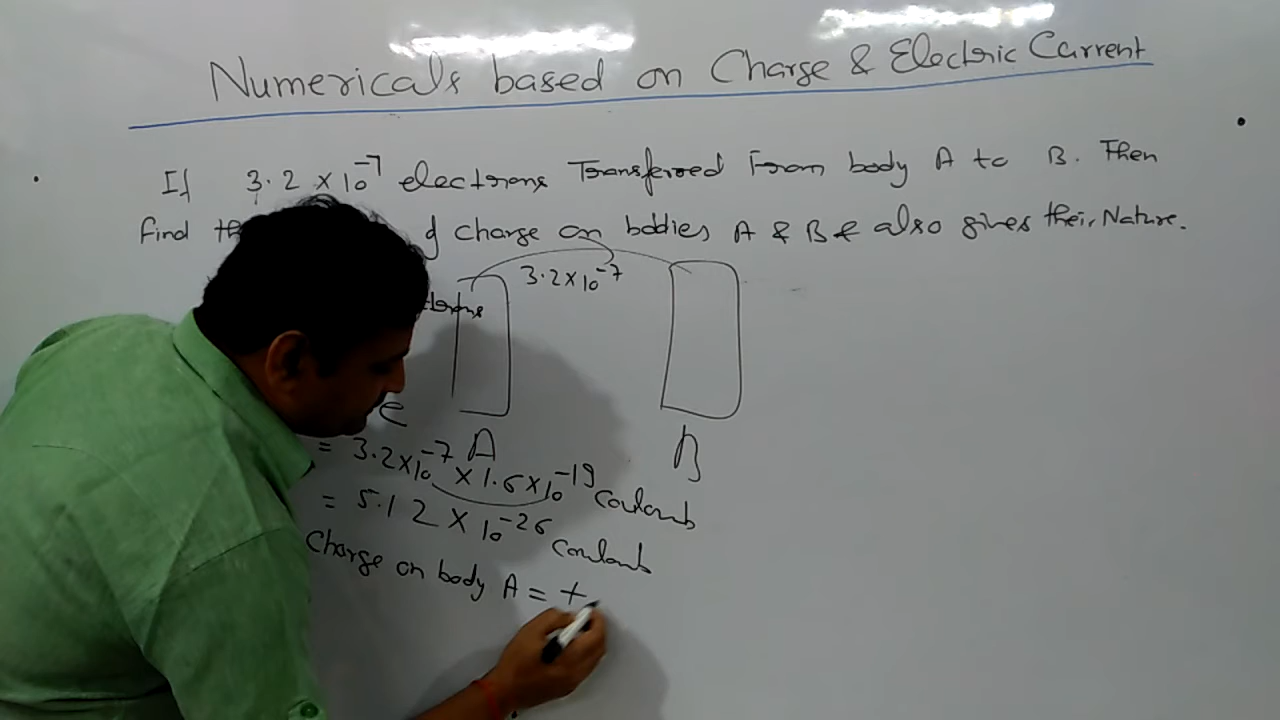 Numericals based on Charge & Electric Current
If 3.2 × 10⁻⁷ electrons Transferred From body A to B. Then
find of charge on bodies A & B & also gives their Nature.
3.2×10⁻⁷
e
A B
= 3.2×10⁻⁷ × 1.6×10⁻¹⁹ Coulomb
= 5.12 × 10⁻²⁶ Coulomb
Charge on body A = +